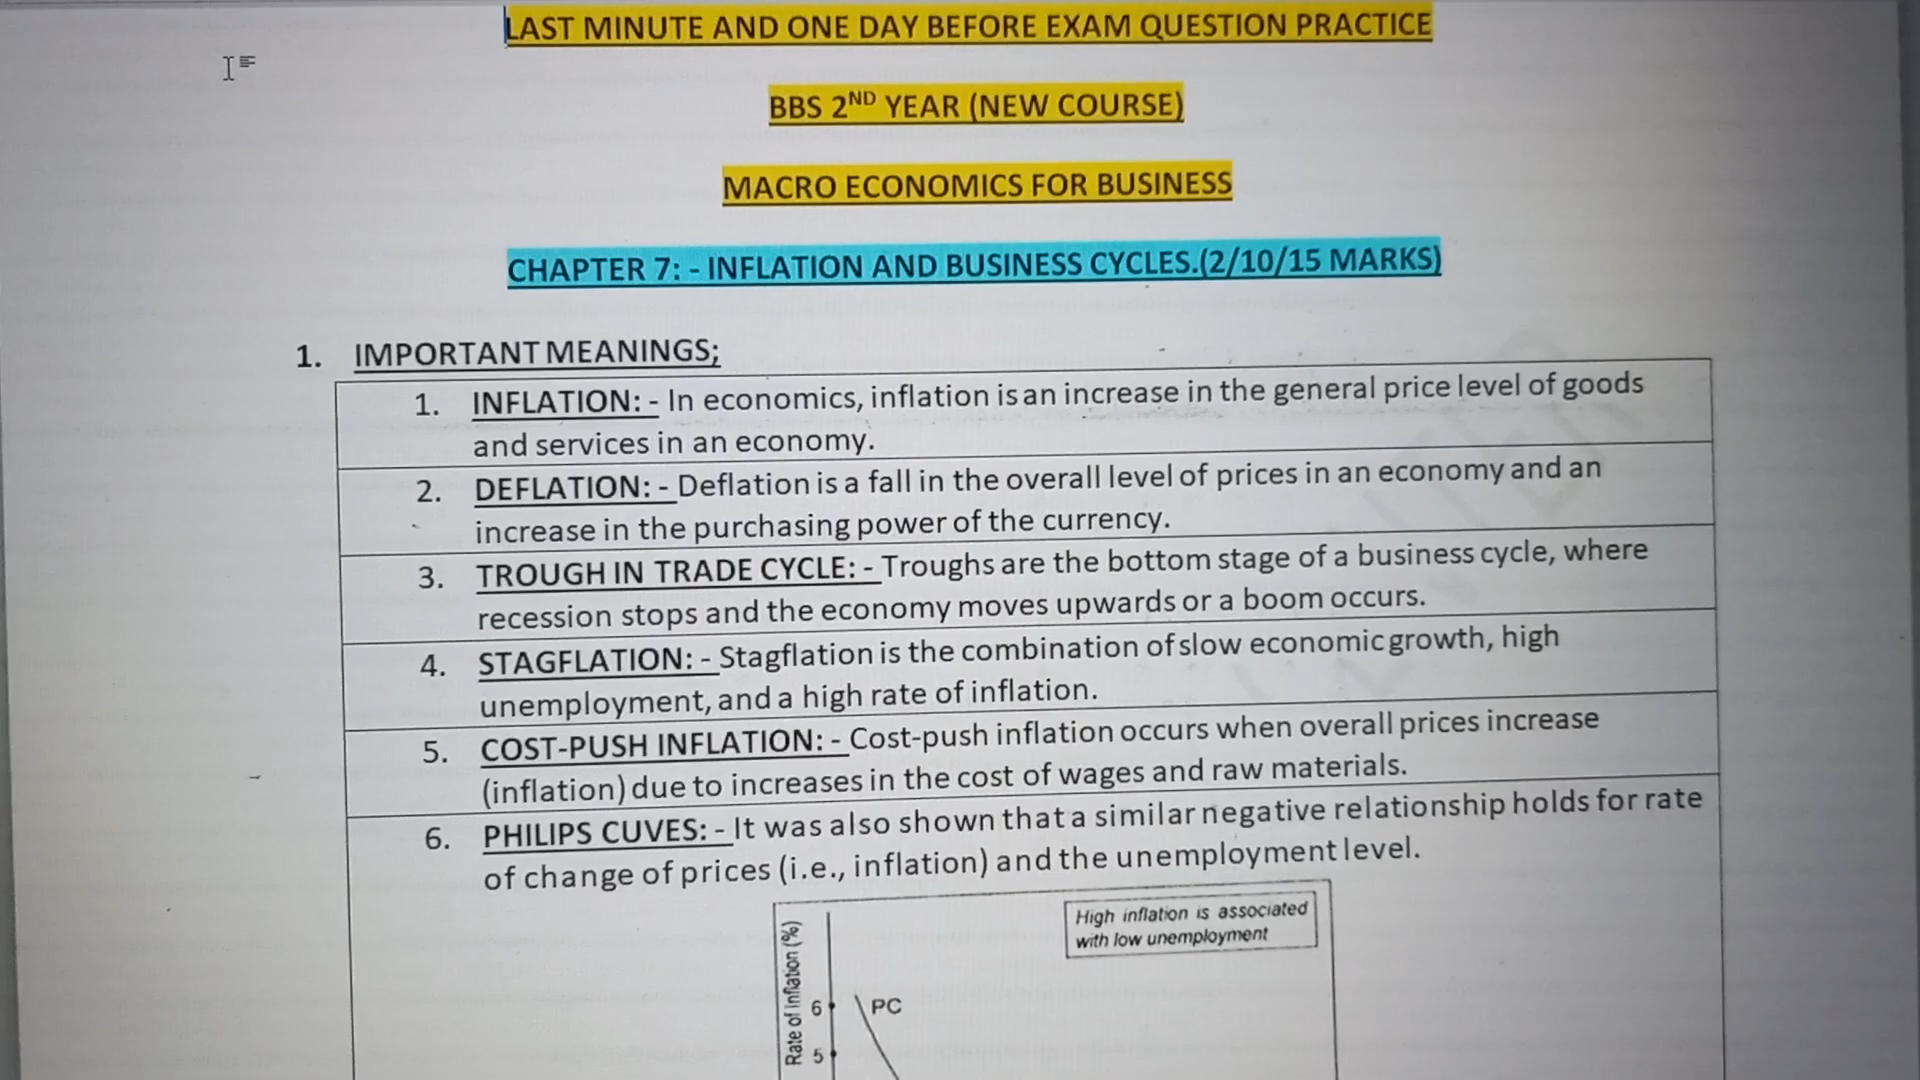 LAST MINUTE AND ONE DAY BEFORE EXAM QUESTION PRACTICE
BBS 2ND YEAR (NEW COURSE)
MACRO ECONOMICS FOR BUSINESS
CHAPTER 7: - INFLATION AND BUSINESS CYCLES.(2/10/15 MARKS)
1. IMPORTANT MEANINGS;
1. INFLATION: - In economics, inflation is an increase in the general price level of goods
and services in an economy.
2. DEFLATION: - Deflation is a fall in the overall level of prices in an economy and an
increase in the purchasing power of the currency.
3. TROUGH IN TRADE CYCLE: - Troughs are the bottom stage of a business cycle, where
recession stops and the economy moves upwards or a boom occurs.
4. STAGFLATION: - Stagflation is the combination of slow economic growth, high
unemployment, and a high rate of inflation.
5. COST-PUSH INFLATION: - Cost-push inflation occurs when overall prices increase
(inflation) due to increases in the cost of wages and raw materials.
6. PHILIPS CUVES: - It was also shown that a similar negative relationship holds for rate
of change of prices (i.e., inflation) and the unemployment level.
High inflation is associated
with low unemployment
Rate of Inflation (%)
6
PC
5